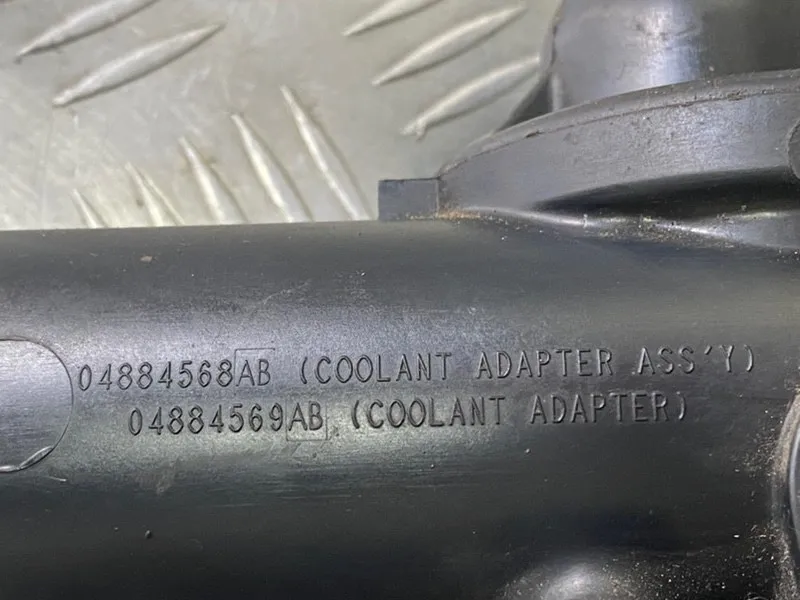 04884568AB (COOLANT ADAPTER ASS'Y)
04884569AB (COOLANT ADAPTER)